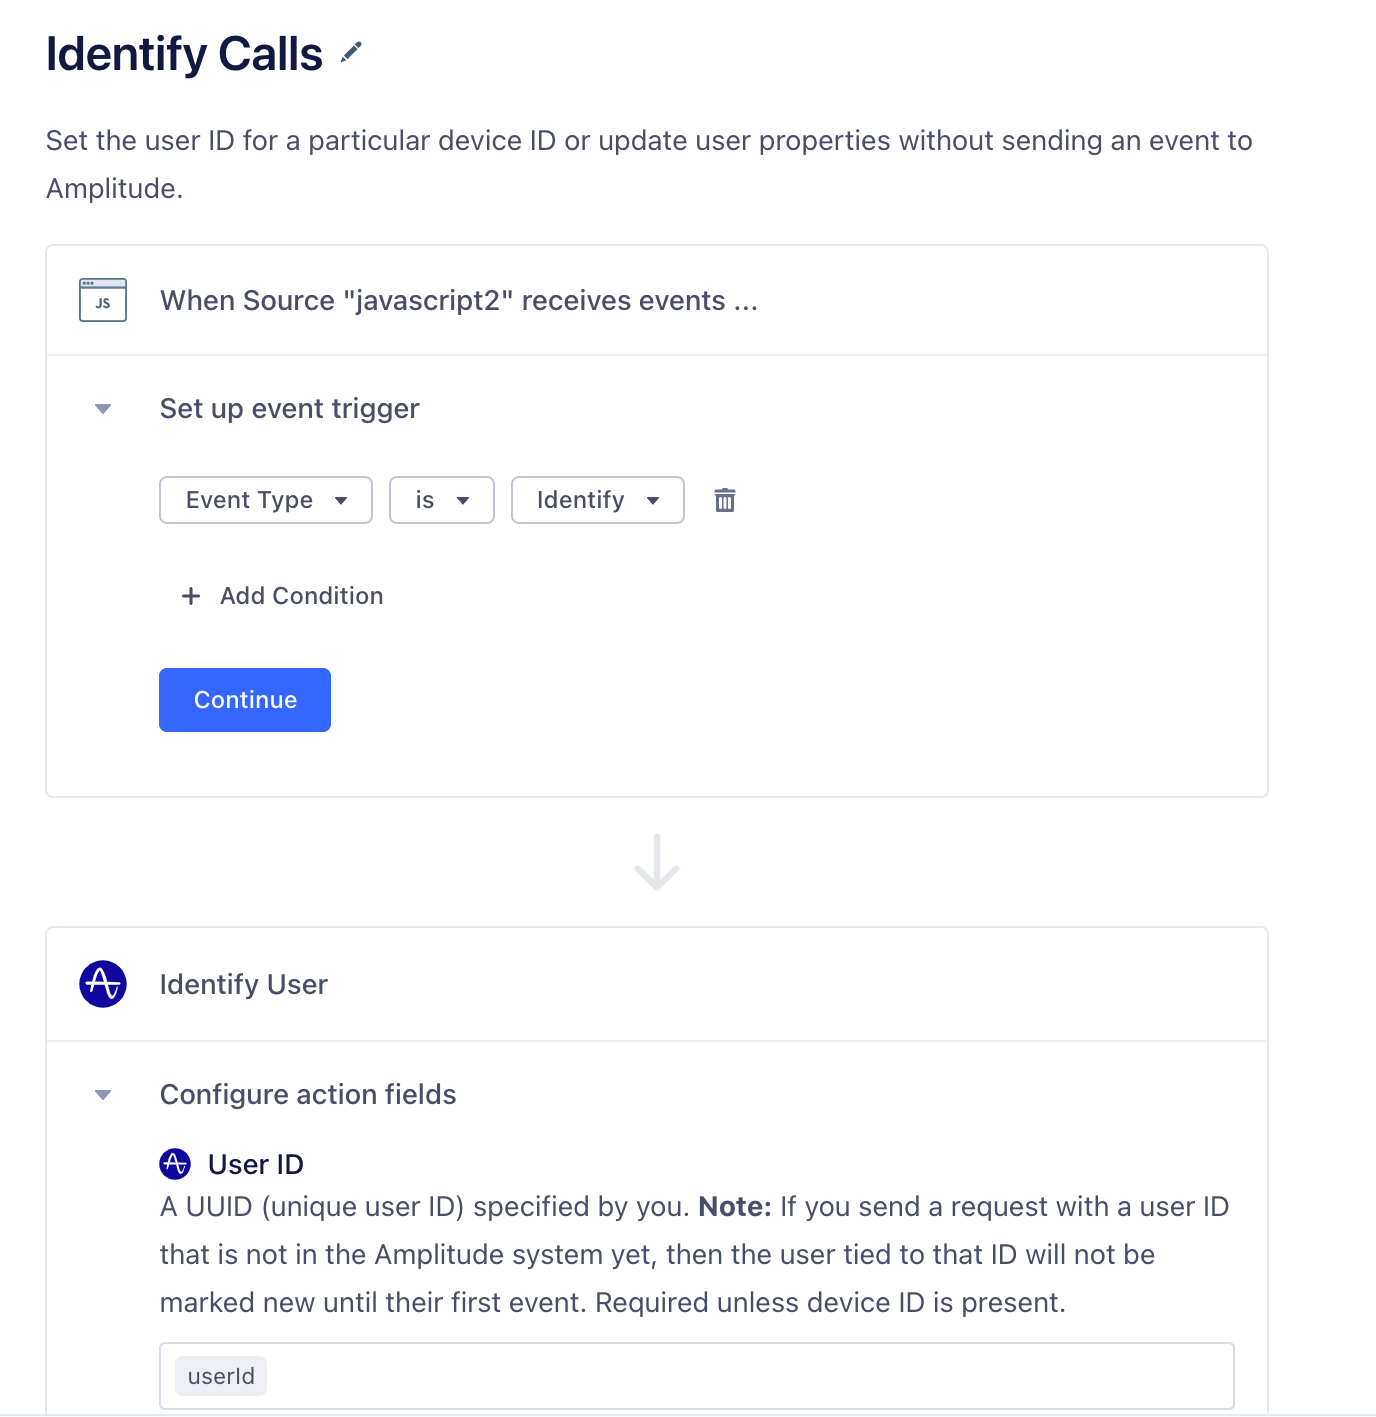 Identify Calls
Set the user ID for a particular device ID or update user properties without sending an event to
Amplitude.
JS
When Source "javascript2" receives events ...
Set up event trigger
Event Type
is
Identify
+ Add Condition
Continue
Identify User
Configure action fields
User ID
A UUID (unique user ID) specified by you. Note: If you send a request with a user ID
that is not in the Amplitude system yet, then the user tied to that ID will not be
marked new until their first event. Required unless device ID is present.
userId